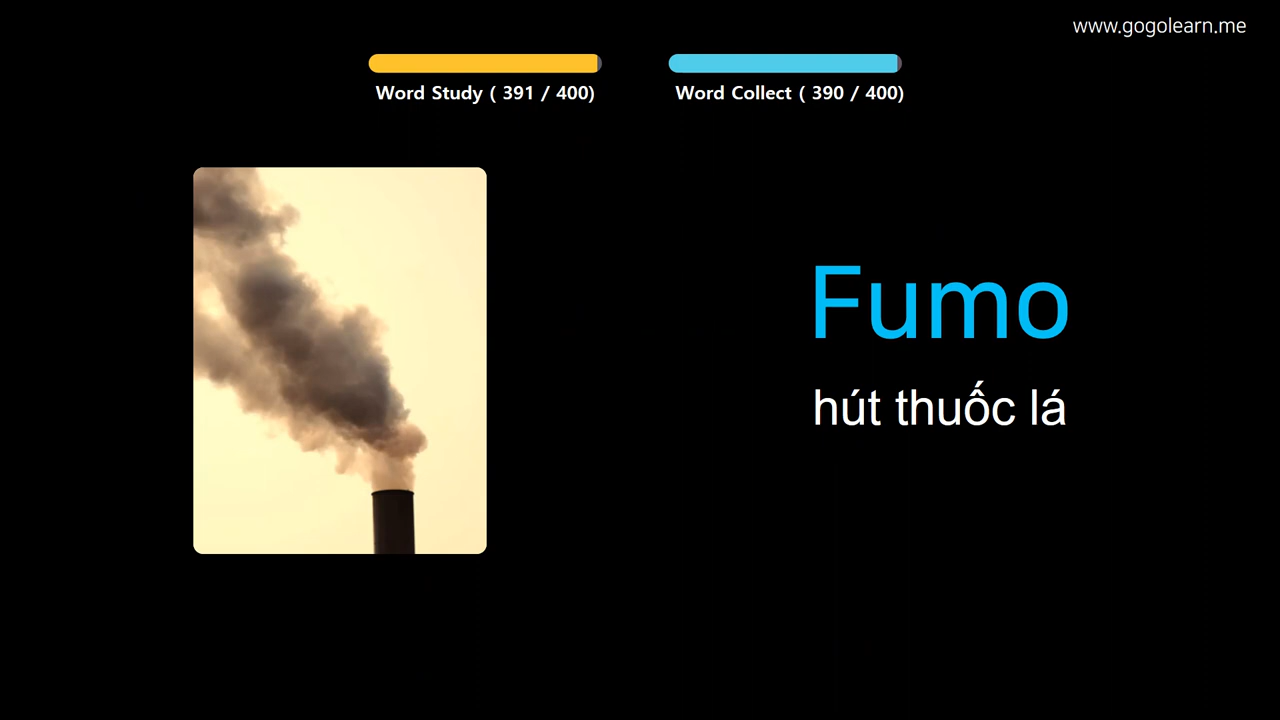 www.gogolearn.me
Word Study ( 391 / 400)
Word Collect ( 390 / 400)
Fumo
hút thuốc lá